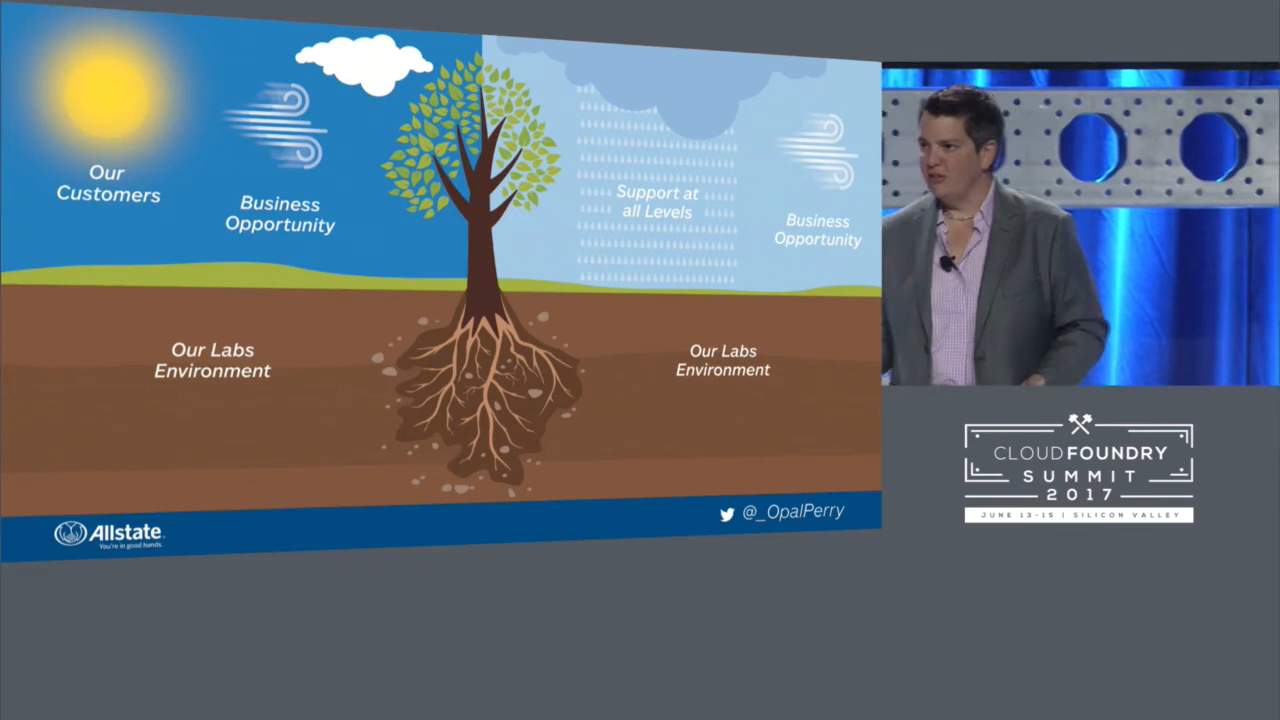 Our
Customers
Business
Opportunity
Support at
all Levels
Business
Opportunity
Our Labs
Environment
Our Labs
Environment
Allstate.
You're in good hands.
@_OpalPerry
CLOUDFOUNDRY
SUMMIT
2017
JUNE 13-15 | SILICON VALLEY